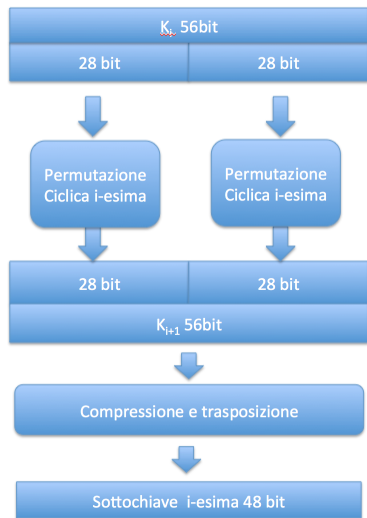 Ki, 56bit
28 bit 28 bit
Permutazione Permutazione
Ciclica i-esima Ciclica i-esima
28 bit 28 bit
Ki+1 56bit
Compressione e trasposizione
Sottochiave i-esima 48 bit